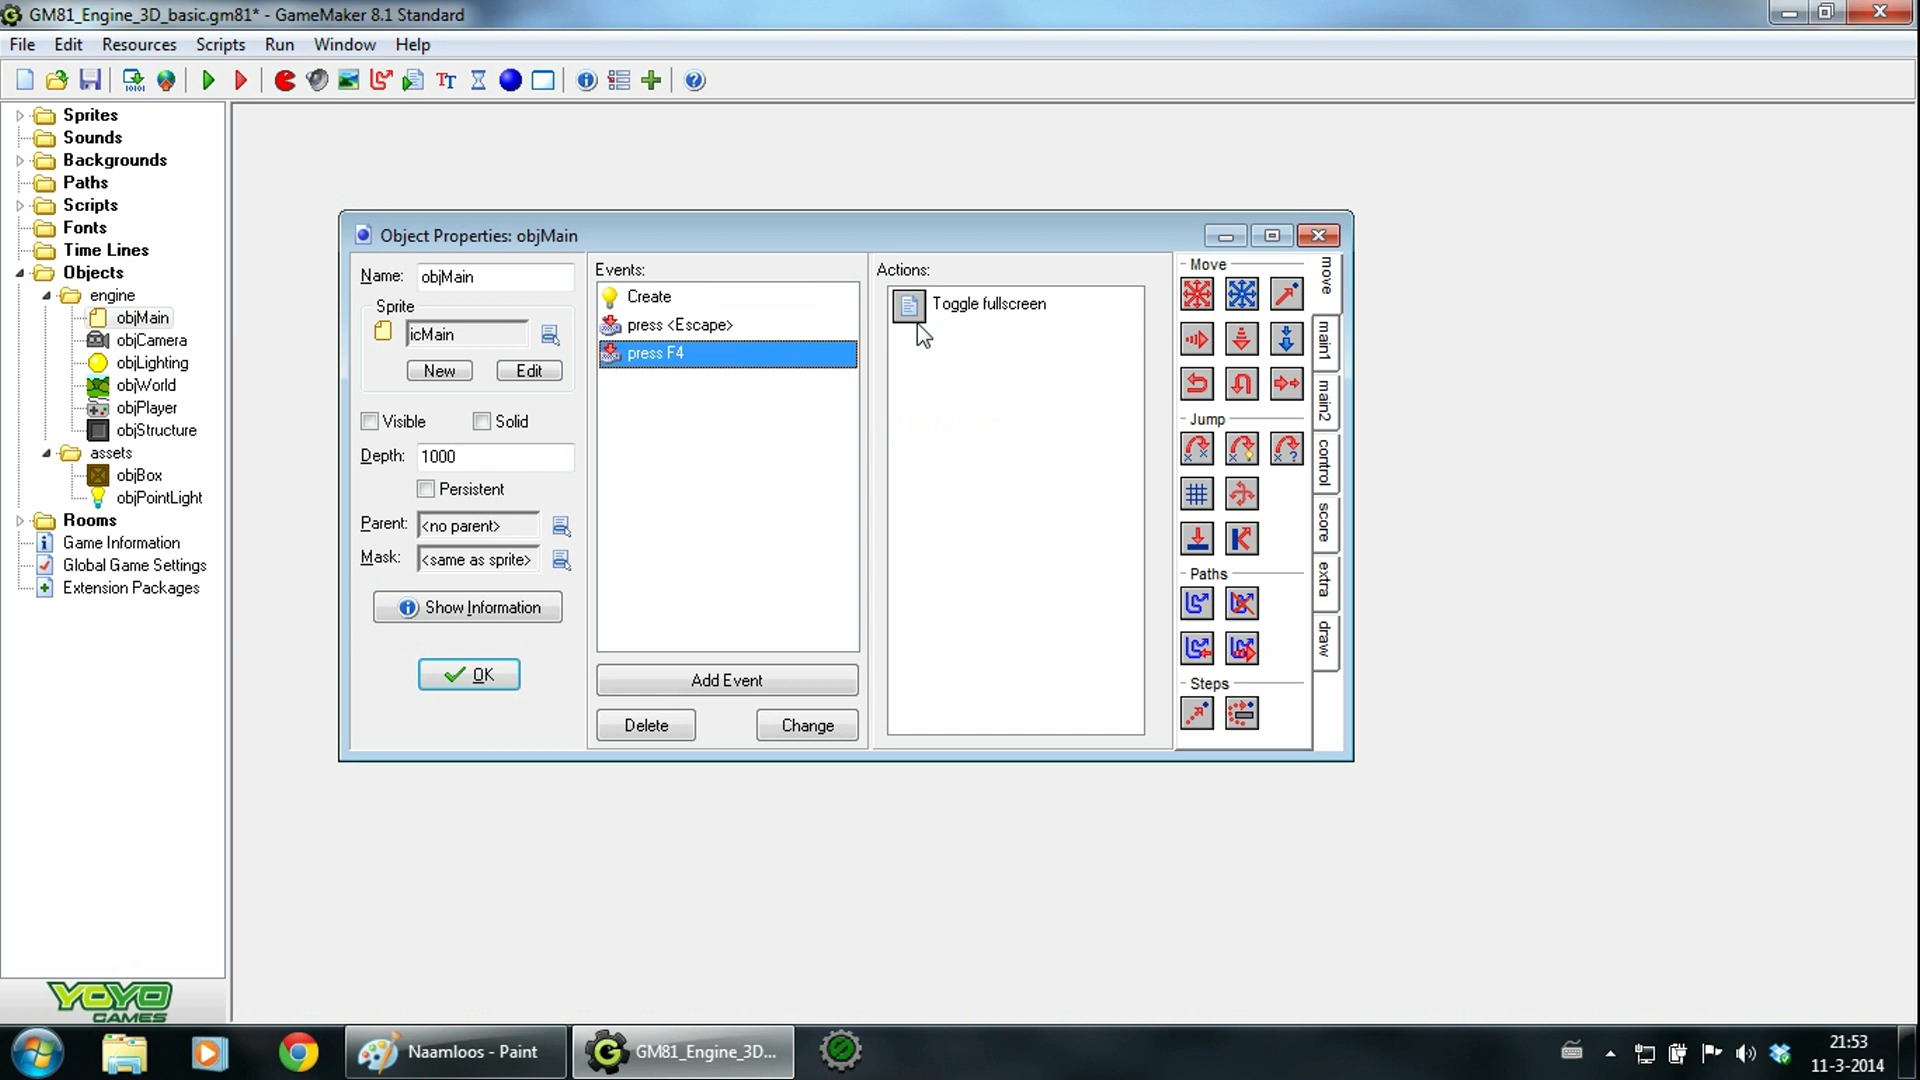 GM81_Engine_3D_basic.gm81* - GameMaker 8.1 Standard
File Edit Resources Scripts Run Window Help
Sprites
Sounds
Backgrounds
Paths
Scripts
Fonts
Time Lines
Objects
engine
objMain
objCamera
objLighting
objWorld
objPlayer
objStructure
assets
objBox
objPointLight
Rooms
Game Information
Global Game Settings
Extension Packages
YOYO
GAMES
Object Properties: objMain
Name: objMain
Sprite
icMain
New Edit
Visible Solid
Depth: 1000
Persistent
Parent: <no parent>
Mask: <same as sprite>
Show Information
OK
Events:
Create
press <Escape>
press F4
Add Event
Delete Change
Actions:
Toggle fullscreen
Move
Jump
Paths
Steps
move
main1
main2
control
score
extra
draw
Naamloos - Paint
GM81_Engine_3D...
21:53
11-3-2014